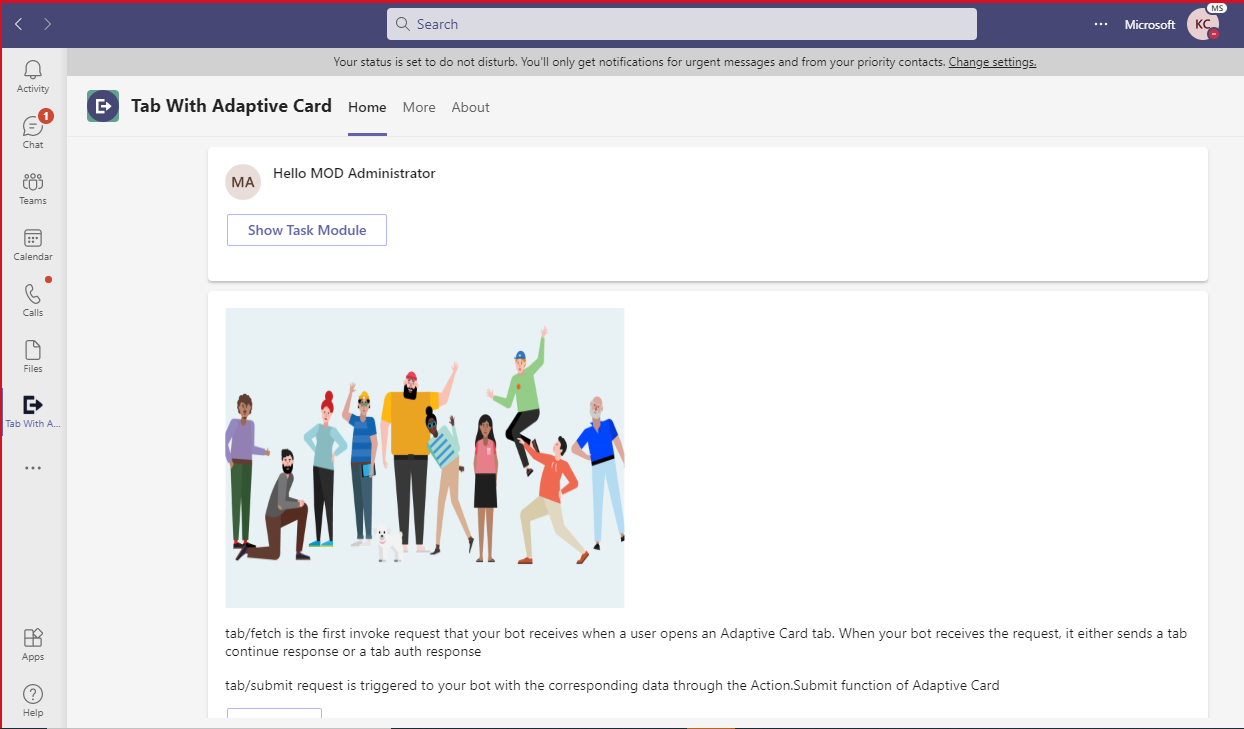 Search
Microsoft
KC
MS
Your status is set to do not disturb. You'll only get notifications for urgent messages and from your priority contacts. Change settings.
Activity
1
Chat
Teams
Calendar
Calls
Files
Tab With A...
Apps
Help
Tab With Adaptive Card
Home
More
About
MA
Hello MOD Administrator
Show Task Module
tab/fetch is the first invoke request that your bot receives when a user opens an Adaptive Card tab. When your bot receives the request, it either sends a tab
continue response or a tab auth response
tab/submit request is triggered to your bot with the corresponding data through the Action.Submit function of Adaptive Card